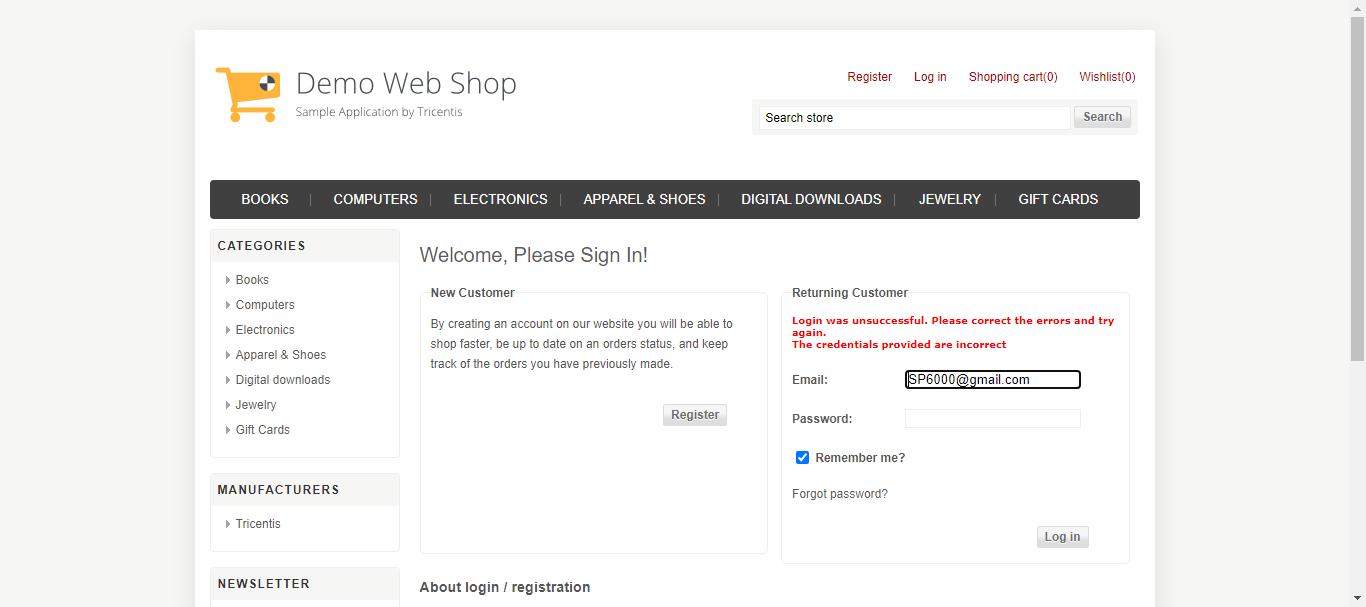 Demo Web Shop
Sample Application by Tricentis
Register Log in Shopping cart(0) Wishlist(0)
Search store Search
BOOKS COMPUTERS ELECTRONICS APPAREL & SHOES DIGITAL DOWNLOADS JEWELRY GIFT CARDS
CATEGORIES
Books
Computers
Electronics
Apparel & Shoes
Digital downloads
Jewelry
Gift Cards
MANUFACTURERS
Tricentis
NEWSLETTER
Welcome, Please Sign In!
New Customer
By creating an account on our website you will be able to
shop faster, be up to date on an orders status, and keep
track of the orders you have previously made.
Register
Returning Customer
Login was unsuccessful. Please correct the errors and try
again.
The credentials provided are incorrect
Email: SP6000@gmail.com
Password:
Remember me?
Forgot password?
Log in
About login / registration